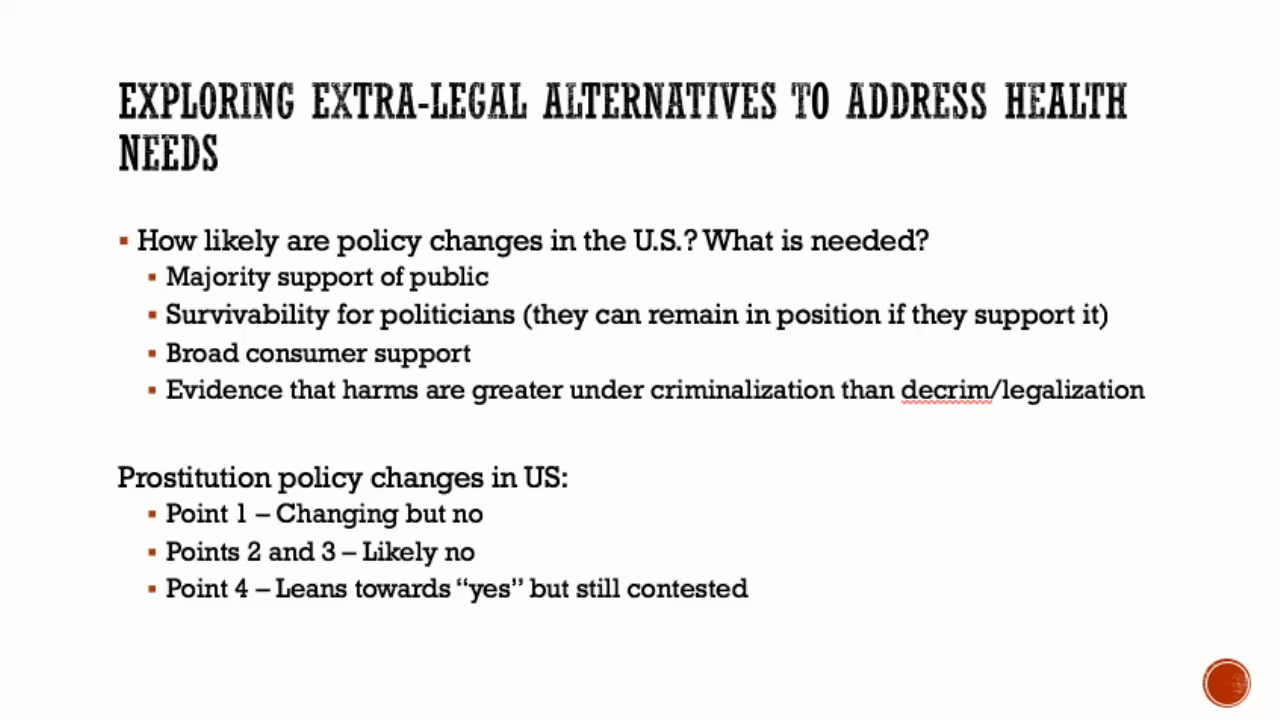 EXPLORING EXTRA-LEGAL ALTERNATIVES TO ADDRESS HEALTH
NEEDS
▪ How likely are policy changes in the U.S.? What is needed?
▪ Majority support of public
▪ Survivability for politicians (they can remain in position if they support it)
▪ Broad consumer support
▪ Evidence that harms are greater under criminalization than decrim/legalization
Prostitution policy changes in US:
▪ Point 1 – Changing but no
▪ Points 2 and 3 – Likely no
▪ Point 4 – Leans towards “yes” but still contested